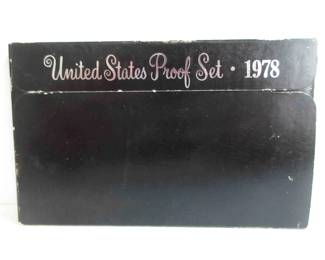 United States Proof Set · 1978